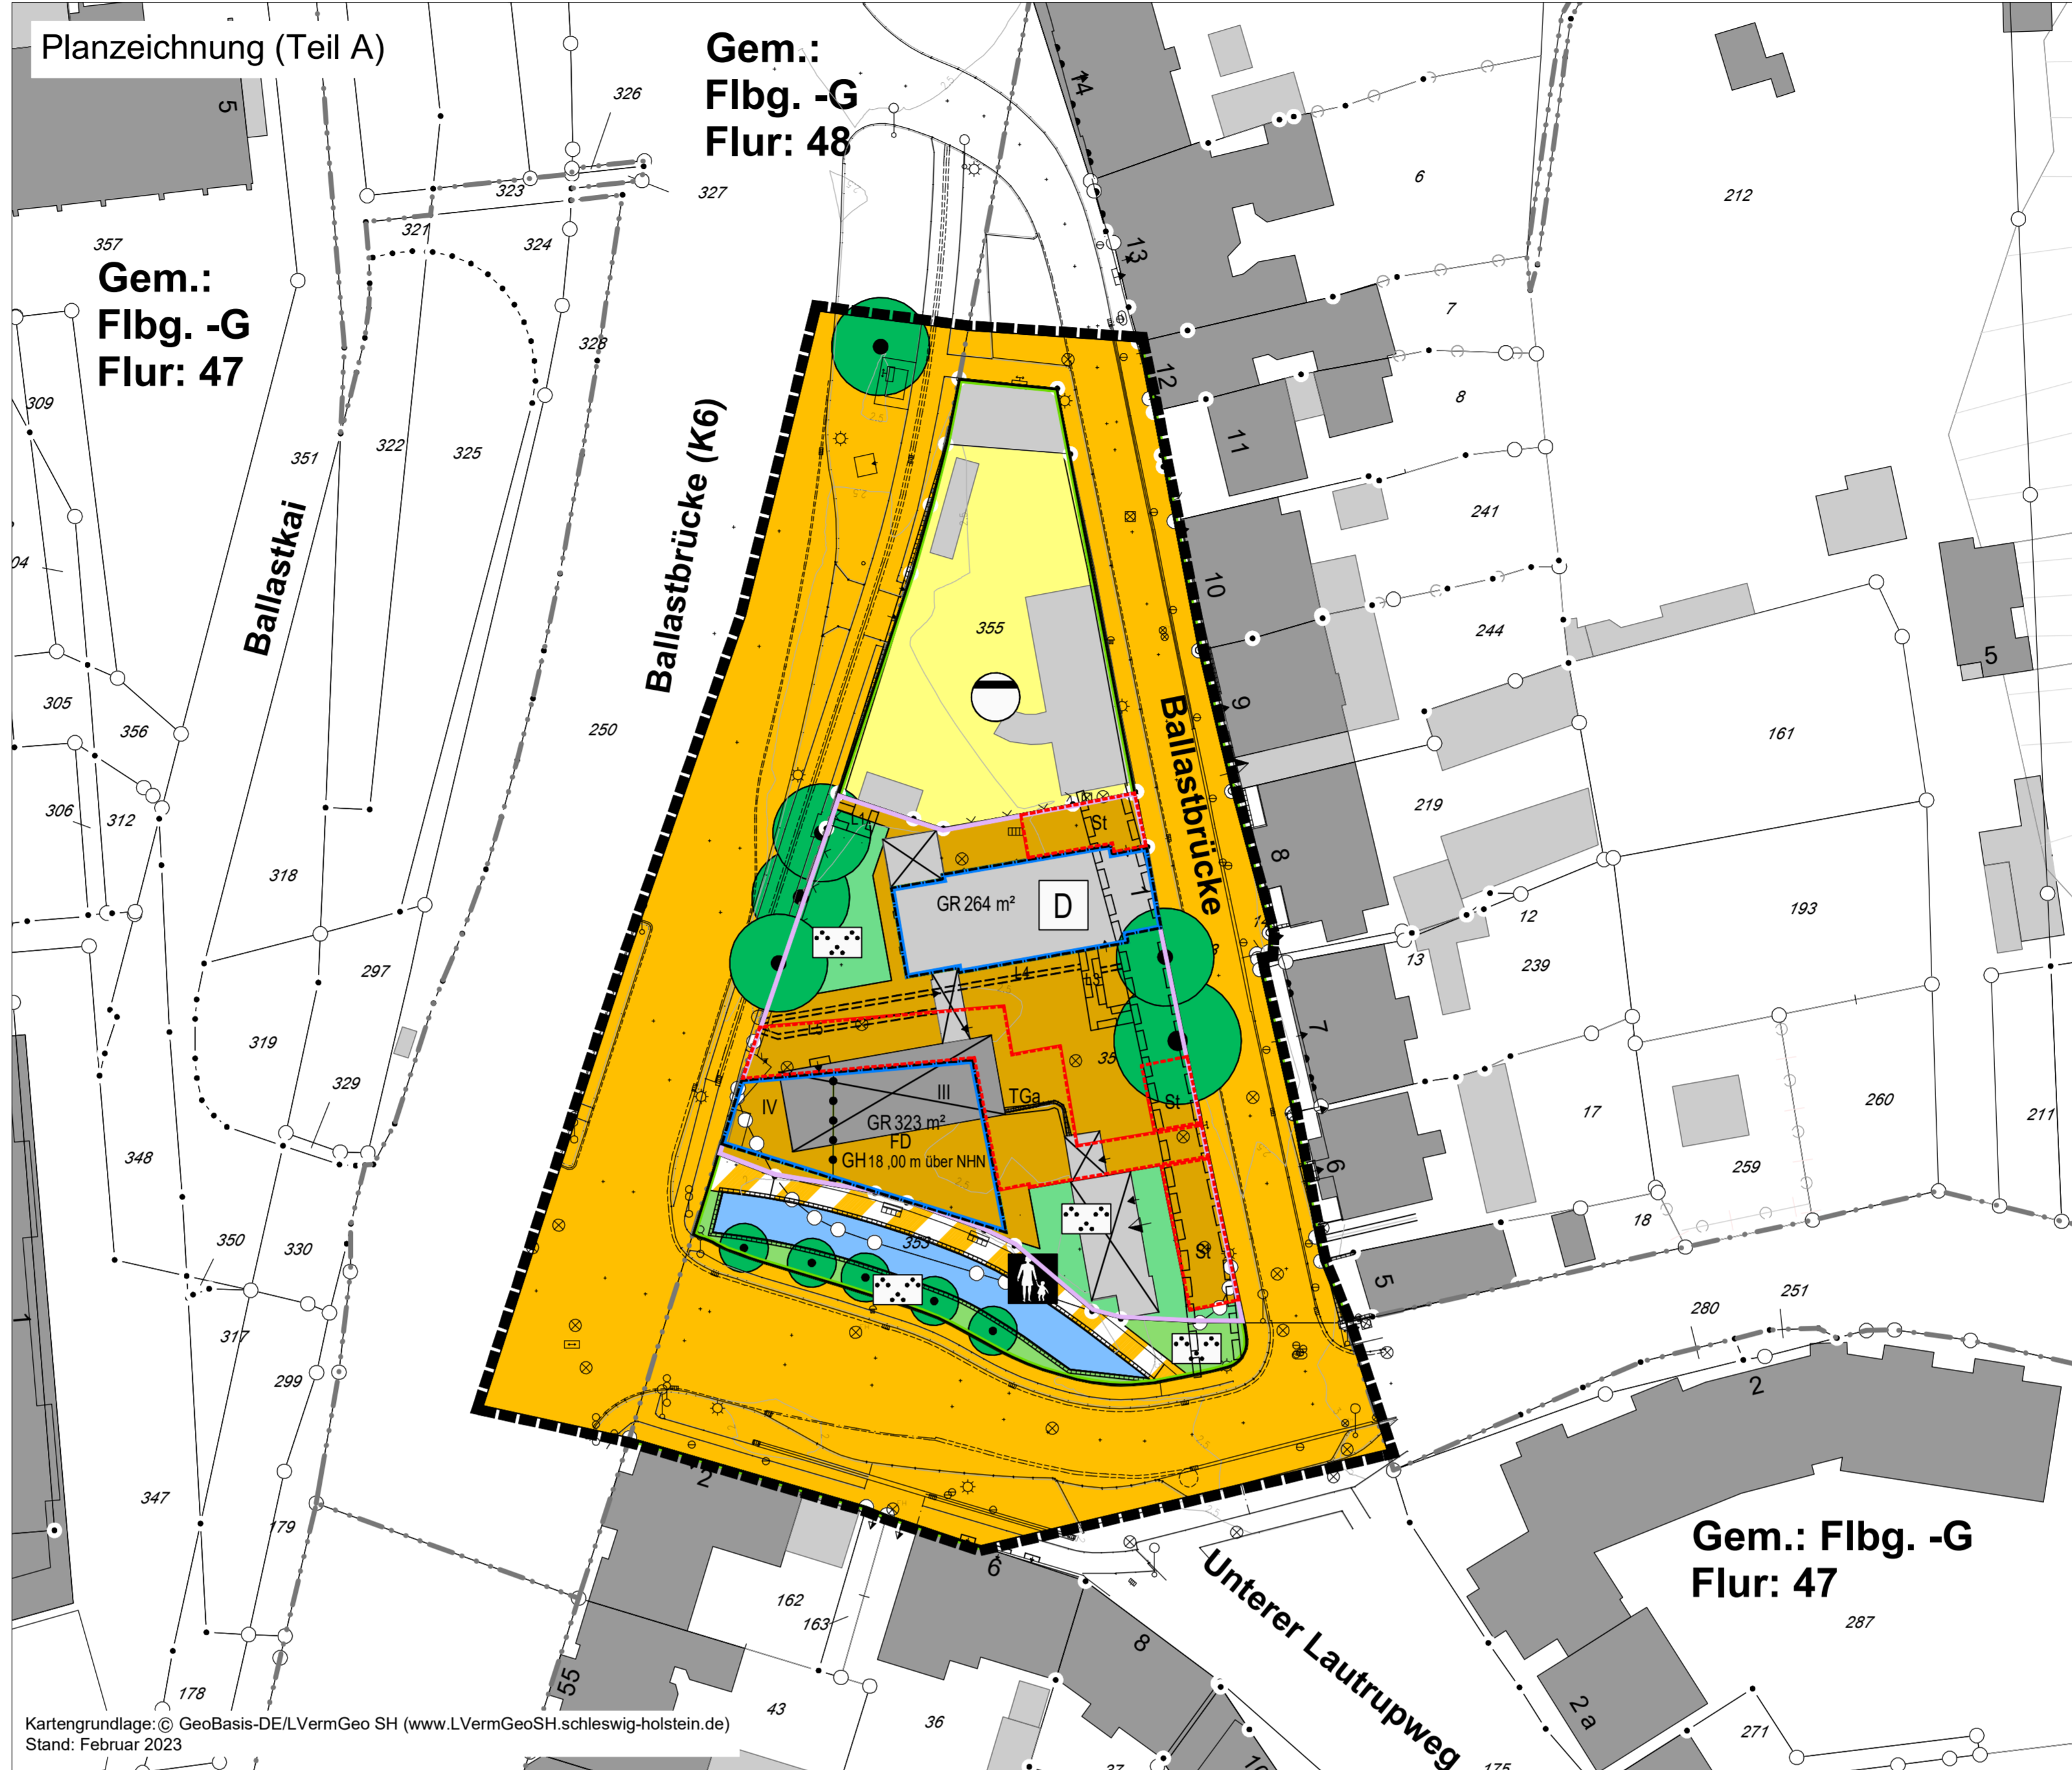 Planzeichnung (Teil A)
Gem.:
Flbg. -G
Flur: 48
Gem.:
Flbg. -G
Flur: 47
5
14
326
323
327
321
324
357
328
6
212
13
7
12
8
309
351
322
325
11
241
Ballastkai
Ballastbrücke (K6)
10
244
355
5
305
356
250
9
Ballastbrücke
161
306
312
219
St
8
318
GR 264 m²
D
193
12
13
239
297
319
7
329
IV
III
TGa
St
17
260
211
GR 323 m²
FD
GH 18 ,00 m über NHN
348
6
259
18
350
330
353
St
5
251
280
317
299
2
347
2
179
6
Gem.: Flbg. -G
Flur: 47
162
163
8
Unterer Lautrupweg
287
55
178
43
36
2 a
271
Kartengrundlage: © GeoBasis-DE/LVermGeo SH (www.LVermGeoSH.schleswig-holstein.de)
Stand: Februar 2023